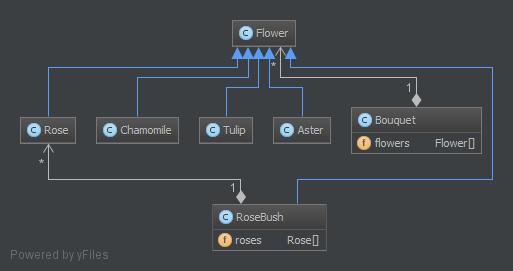 C Flower
*
1
C Rose
C Chamomile
C Tulip
C Aster
C Bouquet
f flowers Flower[]
*
1
C RoseBush
f roses Rose[]
Powered by yFiles